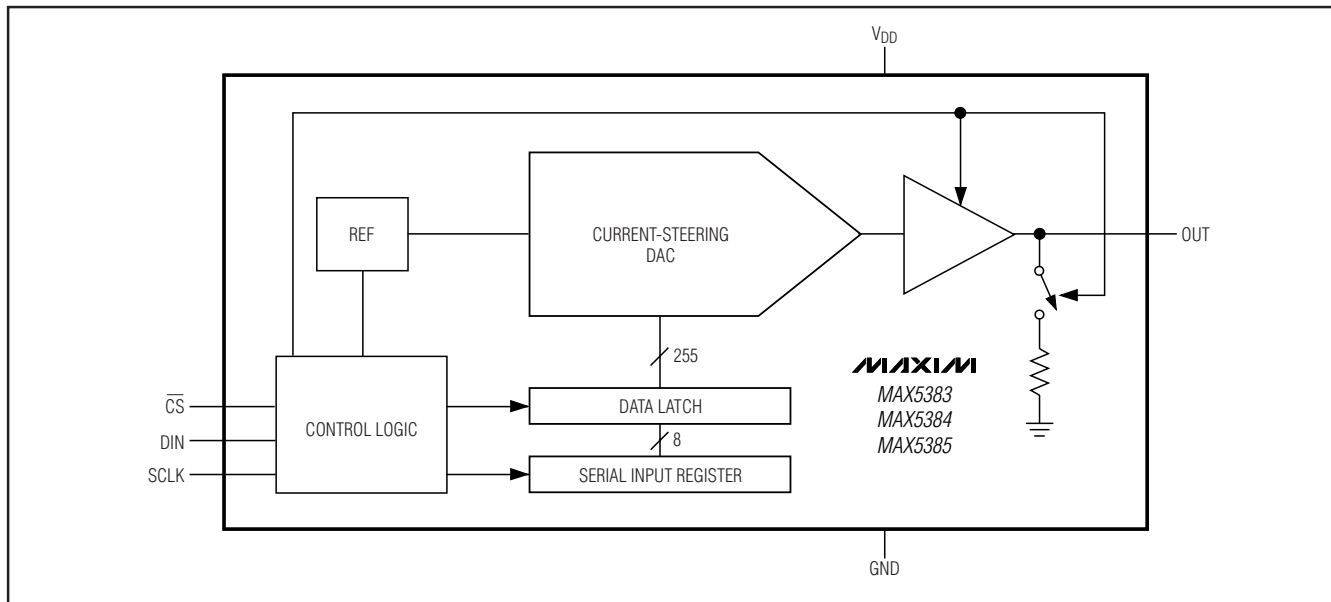 VDD
REF
CURRENT-STEERING
DAC
OUT
255
MAXIM
MAX5383
MAX5384
MAX5385
CS
DIN
SCLK
CONTROL LOGIC
DATA LATCH
8
SERIAL INPUT REGISTER
GND